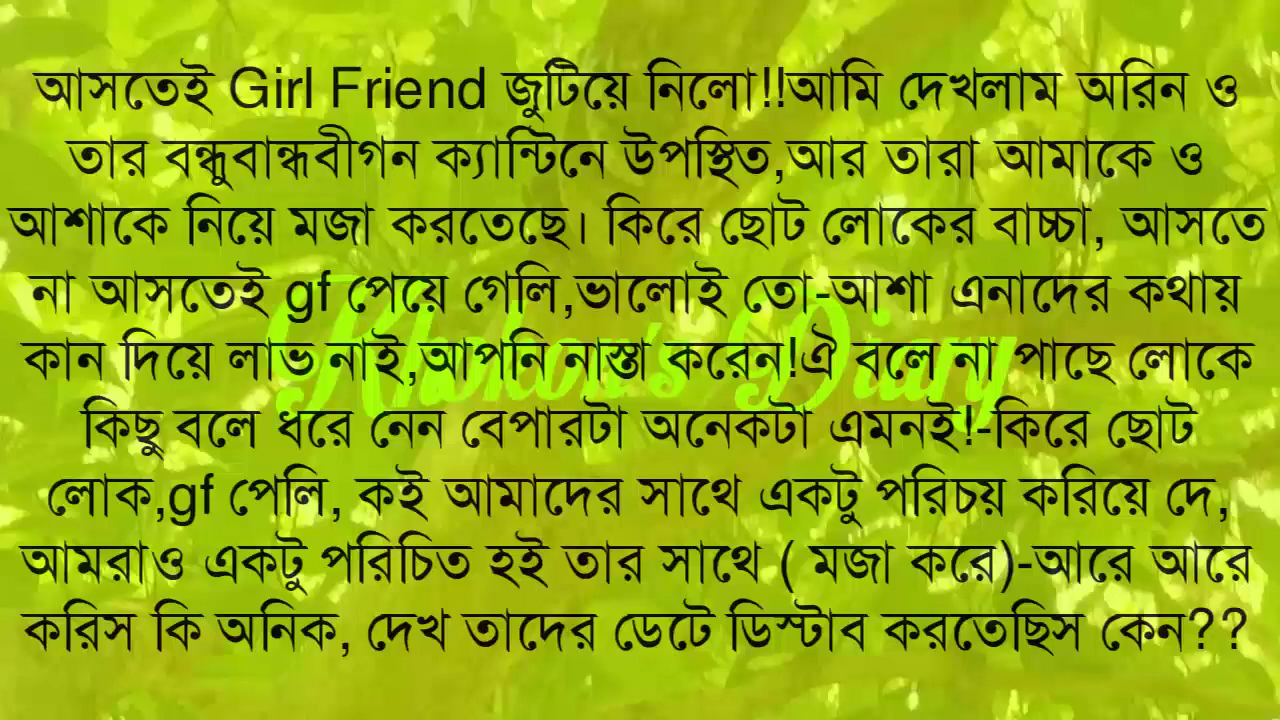 আসতেই Girl Friend জুটিয়ে নিলো!!আমি দেখলাম অরিন ও
তার বন্ধুবান্ধবীগন ক্যান্টিনে উপস্থিত,আর তারা আমাকে ও
আশাকে নিয়ে মজা করতেছে। কিরে ছোট লোকের বাচ্চা, আসতে
না আসতেই gf পেয়ে গেলি,ভালোই তো-আশা এনাদের কথায়
কান দিয়ে লাভ নাই,আপনি নাস্তা করেন!ঐ বলে না পাছে লোকে
কিছু বলে ধরে নেন বেপারটা অনেকটা এমনই!-কিরে ছোট
লোক,gf পেলি, কই আমাদের সাথে একটু পরিচয় করিয়ে দে,
আমরাও একটু পরিচিত হই তার সাথে ( মজা করে)-আরে আরে
করিস কি অনিক, দেখ তাদের ডেটে ডিস্টাব করতেছিস কেন??
Khokon's Diary